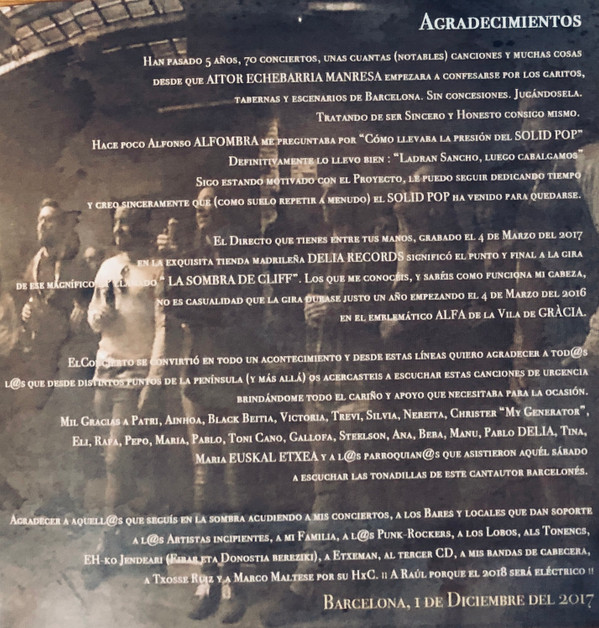 Agradecimientos
Han pasado 5 años, 70 conciertos, unas cuantas (notables) canciones y muchas cosas
desde que AITOR ECHEBARRIA MANRESA empezara a confesarse por los garitos,
tabernas y escenarios de Barcelona. Sin concesiones. Jugándosela.
Tratando de ser Sincero y Honesto consigo mismo.
Hace poco Alfonso ALFOMBRA me preguntaba por “Cómo llevaba la presión del SOLID POP”
Definitivamente lo llevo bien : “Ladran Sancho, luego cabalgamos”
Sigo estando motivado con el Proyecto, le puedo seguir dedicando tiempo
y creo sinceramente que (como suelo repetir a menudo) el SOLID POP ha venido para quedarse.
El Directo que tienes entre tus manos, grabado el 4 de Marzo del 2017
en la exquisita tienda madrileña DELIA RECORDS significó el punto y final a la gira
de ese magnífico llamado “ LA SOMBRA DE CLIFF”. Los que me conocéis, y sabéis como funciona mi cabeza,
no es casualidad que la gira durase justo un año empezando el 4 de Marzo del 2016
en el emblemático ALFA de la Vila de GRÀCIA.
El Concierto se convirtió en todo un acontecimiento y desde estas líneas quiero agradecer a tod@s
l@s que desde distintos puntos de la península (y más allá) os acercasteis a escuchar estas canciones de urgencia
brindándome todo el cariño y apoyo que necesitaba para la ocasión.
Mil Gracias a Patri, Ainhoa, Black Beitia, Victoria, Trevi, Silvia, Nereita, Christer “My Generator”,
Eli, Rafa, Pepo, Maria, Pablo, Toni Cano, Gallofa, Steelson, Ana, Beba, Manu, Pablo DELIA, Tina,
Maria EUSKAL ETXEA y a l@s parroquian@s que asistieron aquél sábado
a escuchar las tonadillas de este cantautor barcelonés.
Agradecer a aquell@s que seguís en la sombra acudiendo a mis conciertos, a los Bares y locales que dan soporte
a l@s Artistas incipientes, a mi Familia, a l@s Punk-Rockers, a los Lobos, als Tonencs,
EH-ko Jendeari (Eibar eta Donostia bereziki), a Etxeman, al tercer CD, a mis bandas de cabecera,
a Txosse Ruiz y a Marco Maltese por su HxC. ¡¡ A Raúl porque el 2018 será eléctrico !!
Barcelona, 1 de Diciembre del 2017